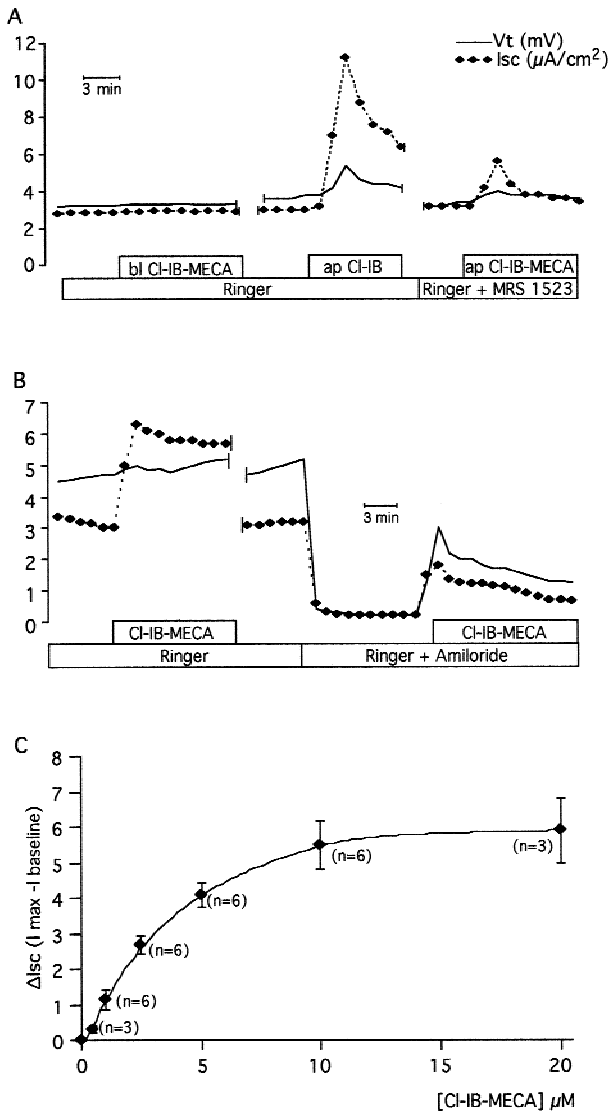 A
12
10
8
6
4
2
0
3 min
Vt (mV)
Isc (µA/cm2)
bl Cl-IB-MECA
ap Cl-IB
ap Cl-IB-MECA
Ringer
Ringer + MRS 1523
B
7
6
5
4
3
2
1
0
3 min
Cl-IB-MECA
Cl-IB-MECA
Ringer
Ringer + Amiloride
C
8
7
6
5
4
3
2
1
0
ΔIsc (I max -I baseline)
(n=3)
(n=6)
(n=6)
(n=6)
(n=6)
(n=3)
0
5
10
15
20
[Cl-IB-MECA] µM